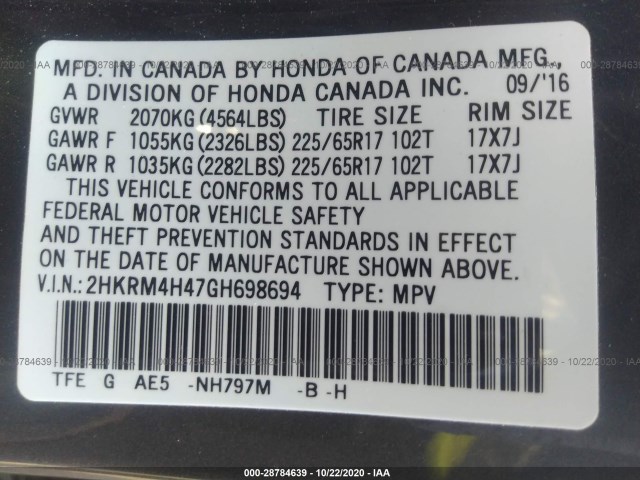 MFD. IN CANADA BY HONDA OF CANADA MFG.,
A DIVISION OF HONDA CANADA INC. 09/'16
GVWR 2070KG(4564LBS) TIRE SIZE RIM SIZE
GAWR F 1055KG(2326LBS) 225/65R17 102T 17X7J
GAWR R 1035KG(2282LBS) 225/65R17 102T 17X7J
THIS VEHICLE CONFORMS TO ALL APPLICABLE
FEDERAL MOTOR VEHICLE SAFETY
AND THEFT PREVENTION STANDARDS IN EFFECT
ON THE DATE OF MANUFACTURE SHOWN ABOVE.
V.I.N.:2HKRM4H47GH698694 TYPE: MPV
TFE G AE5 -NH797M -B -H
000-28784639 - 10/22/2020 - IAA